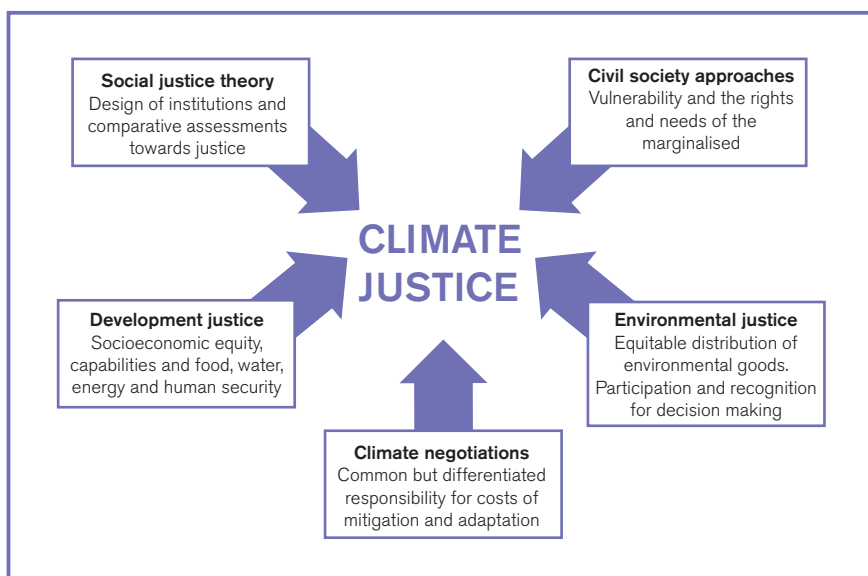 Social justice theory
Design of institutions and
comparative assessments
towards justice
Civil society approaches
Vulnerability and the rights
and needs of the
marginalised
CLIMATE
JUSTICE
Development justice
Socioeconomic equity,
capabilities and food, water,
energy and human security
Environmental justice
Equitable distribution of
environmental goods.
Participation and recognition
for decision making
Climate negotiations
Common but differentiated
responsibility for costs of
mitigation and adaptation